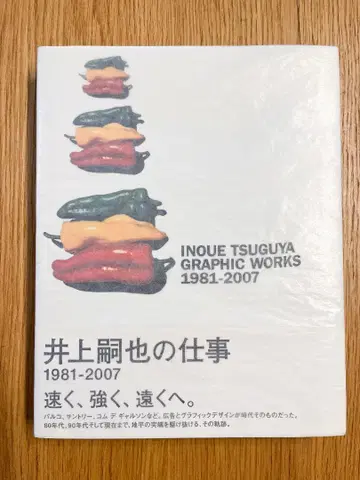 INOUE TSUGUYA
GRAPHIC WORKS
1981-2007
井上嗣也の仕事
1981-2007
速く、強く、遠くへ。
パルコ、サントリー、コム デ ギャルソンなど、広告とグラフィックデザインが時代そのものだった。
80年代、90年代そして現在まで、地平の突端を駆け抜ける、その軌跡。